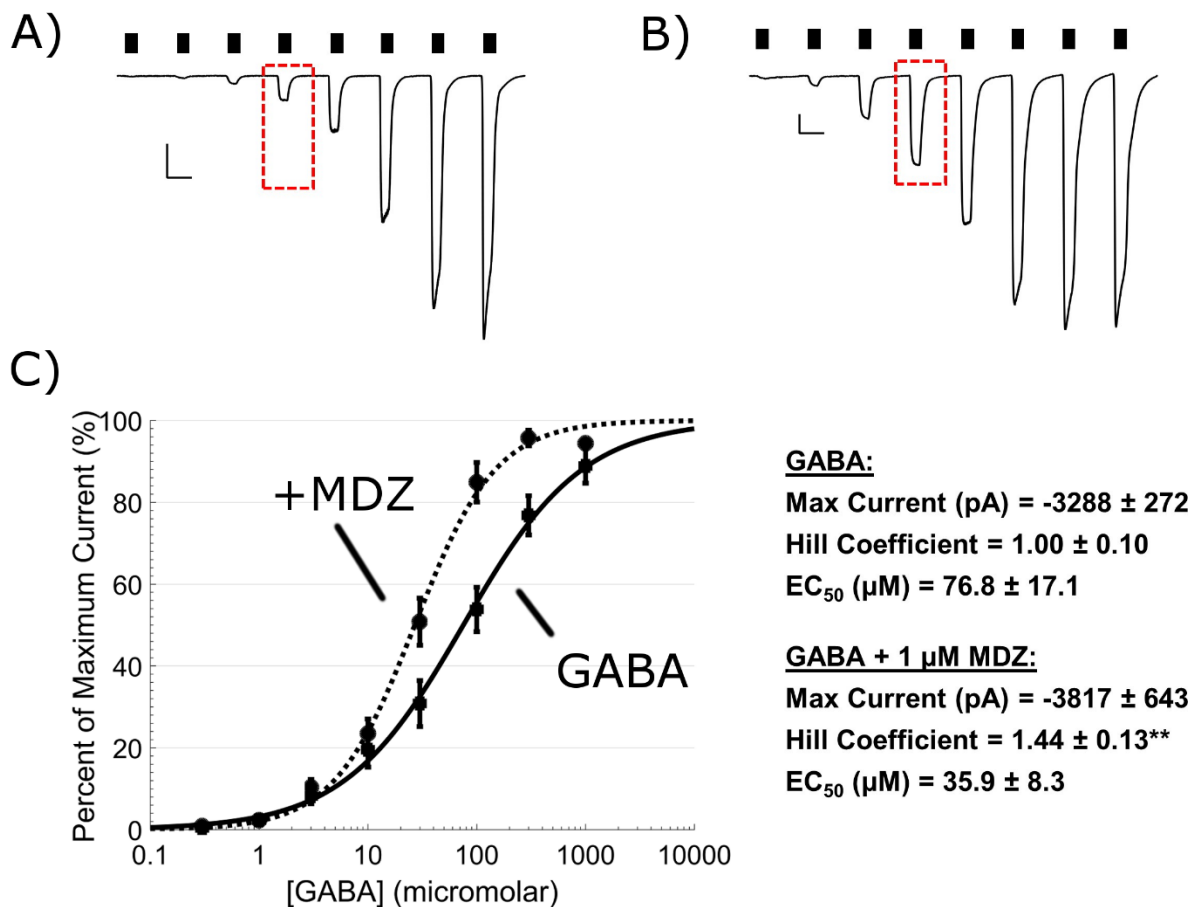 A)
B)
C)
Percent of Maximum Current (%)
100
80
60
40
20
0
+MDZ
GABA
0.1 1 10 100 1000 10000
[GABA] (micromolar)
GABA:
Max Current (pA) = -3288 ± 272
Hill Coefficient = 1.00 ± 0.10
EC₅₀ (µM) = 76.8 ± 17.1
GABA + 1 µM MDZ:
Max Current (pA) = -3817 ± 643
Hill Coefficient = 1.44 ± 0.13**
EC₅₀ (µM) = 35.9 ± 8.3